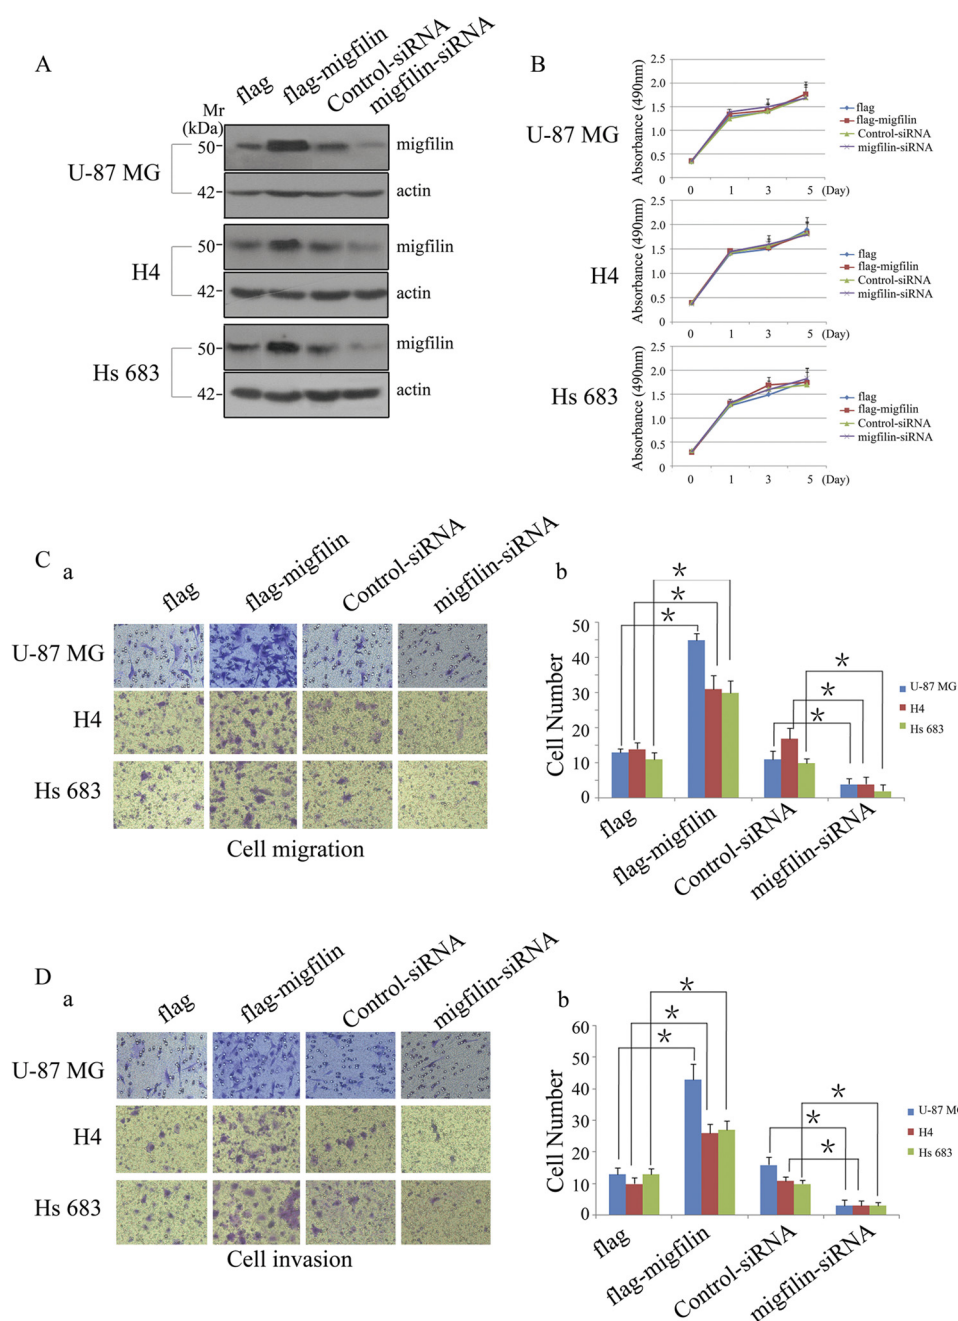 A
flag
flag-migfilin
Control-siRNA
migfilin-siRNA
Mr
(kDa)
U-87 MG
50
migfilin
42
actin
H4
50
migfilin
42
actin
Hs 683
50
migfilin
42
actin
B
U-87 MG
Absorbance (490nm)
2.5
2.0
1.5
1.0
0.5
0
0 1 3 5 (Day)
flag
flag-migfilin
Control-siRNA
migfilin-siRNA
H4
Absorbance (490nm)
2.5
2.0
1.5
1.0
0.5
0
0 1 3 5 (Day)
flag
flag-migfilin
Control-siRNA
migfilin-siRNA
Hs 683
Absorbance (490nm)
2.5
2.0
1.5
1.0
0.5
0
0 1 3 5 (Day)
flag
flag-migfilin
Control-siRNA
migfilin-siRNA
C
a
flag
flag-migfilin
Control-siRNA
migfilin-siRNA
U-87 MG
H4
Hs 683
Cell migration
b
Cell Number
50
40
30
20
10
0
* * *
* * *
flag
flag-migfilin
Control-siRNA
migfilin-siRNA
U-87 MG
H4
Hs 683
D
a
flag
flag-migfilin
Control-siRNA
migfilin-siRNA
U-87 MG
H4
Hs 683
Cell invasion
b
Cell Number
60
50
40
30
20
10
0
* * *
* * *
flag
flag-migfilin
Control-siRNA
migfilin-siRNA
U-87 MG
H4
Hs 683